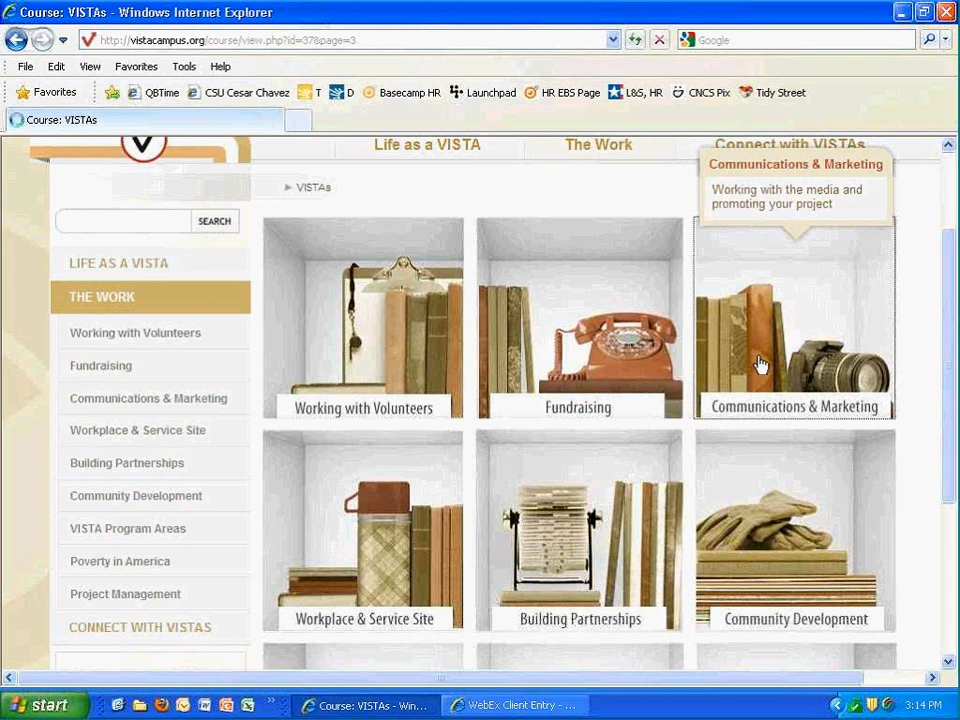 Course: VISTAs - Windows Internet Explorer
http://vistacampus.org/course/view.php?id=37&page=3
Google
File Edit View Favorites Tools Help
Favorites QBTime CSU Cesar Chavez T D Basecamp HR Launchpad HR EBS Page L&S, HR CNCS Pix Tidy Street
Course: VISTAs
V
Life as a VISTA The Work Connect with VISTAs
Communications & Marketing
Working with the media and
promoting your project
► VISTAs
SEARCH
LIFE AS A VISTA
THE WORK
Working with Volunteers
Fundraising
Communications & Marketing
Workplace & Service Site
Building Partnerships
Community Development
VISTA Program Areas
Poverty in America
Project Management
CONNECT WITH VISTAS
Working with Volunteers
Fundraising
Communications & Marketing
Workplace & Service Site
Building Partnerships
Community Development
start
Course: VISTAs - Win...
WebEx Client Entry - ...
3:14 PM